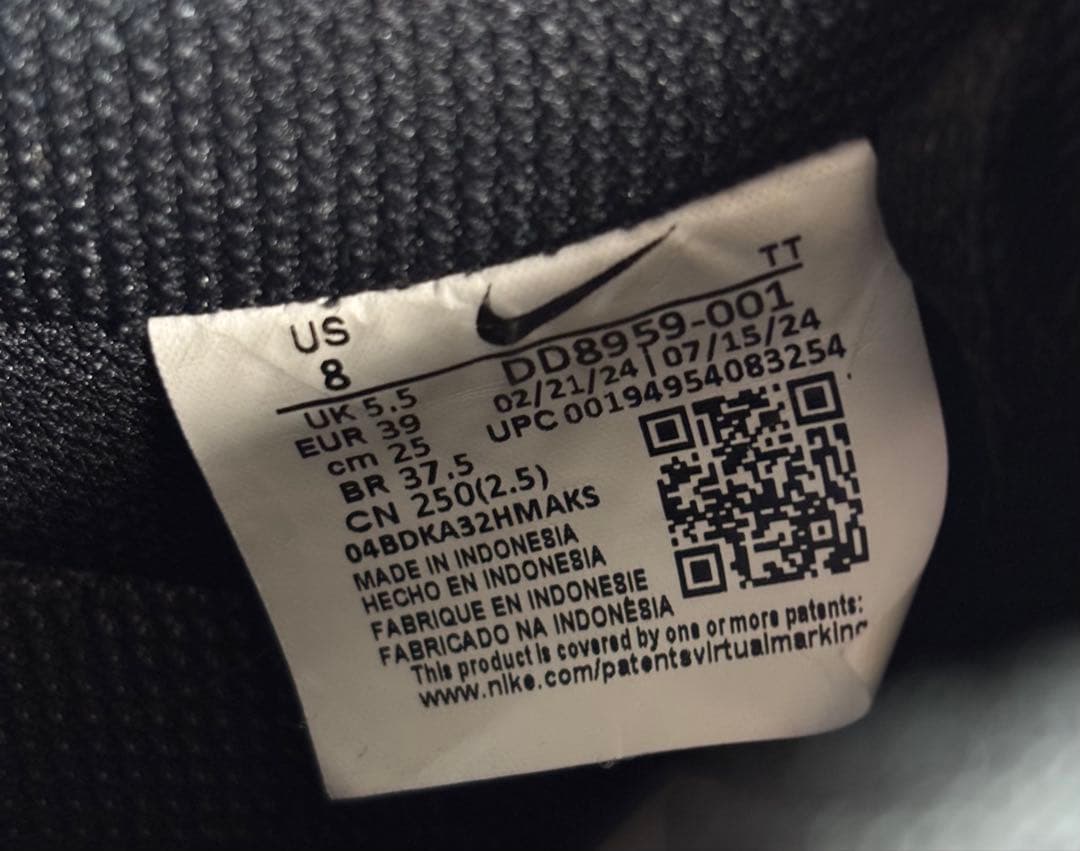 TT
US
8
DD8959-001
02/21/24 | 07/15/24
UPC 00194954083254
UK 5.5
EUR 39
cm 25
BR 37.5
CN 250(2.5)
04BDKA32HMAKS
MADE IN INDONESIA
HECHO EN INDONESIA
FABRIQUE EN INDONESIE
FABRICADO NA INDONÉSIA
This product is covered by one or more patents:
www.nike.com/patentsvirtualmarking